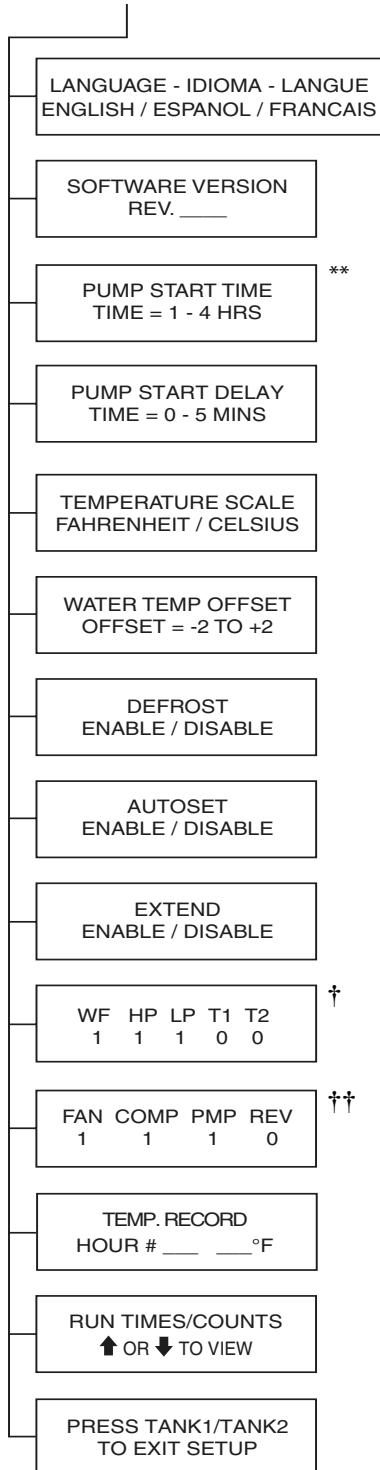 LANGUAGE - IDIOMA - LANGUE
ENGLISH / ESPANOL / FRANCAIS
SOFTWARE VERSION
REV. ____
PUMP START TIME
TIME = 1 - 4 HRS
**
PUMP START DELAY
TIME = 0 - 5 MINS
TEMPERATURE SCALE
FAHRENHEIT / CELSIUS
WATER TEMP OFFSET
OFFSET = -2 TO +2
DEFROST
ENABLE / DISABLE
AUTOSET
ENABLE / DISABLE
EXTEND
ENABLE / DISABLE
WF HP LP T1 T2
1 1 1 0 0
†
FAN COMP PMP REV
1 1 1 0
††
TEMP. RECORD
HOUR # ___ ___°F
RUN TIMES/COUNTS
⬆ OR ⬇ TO VIEW
PRESS TANK1/TANK2
TO EXIT SETUP